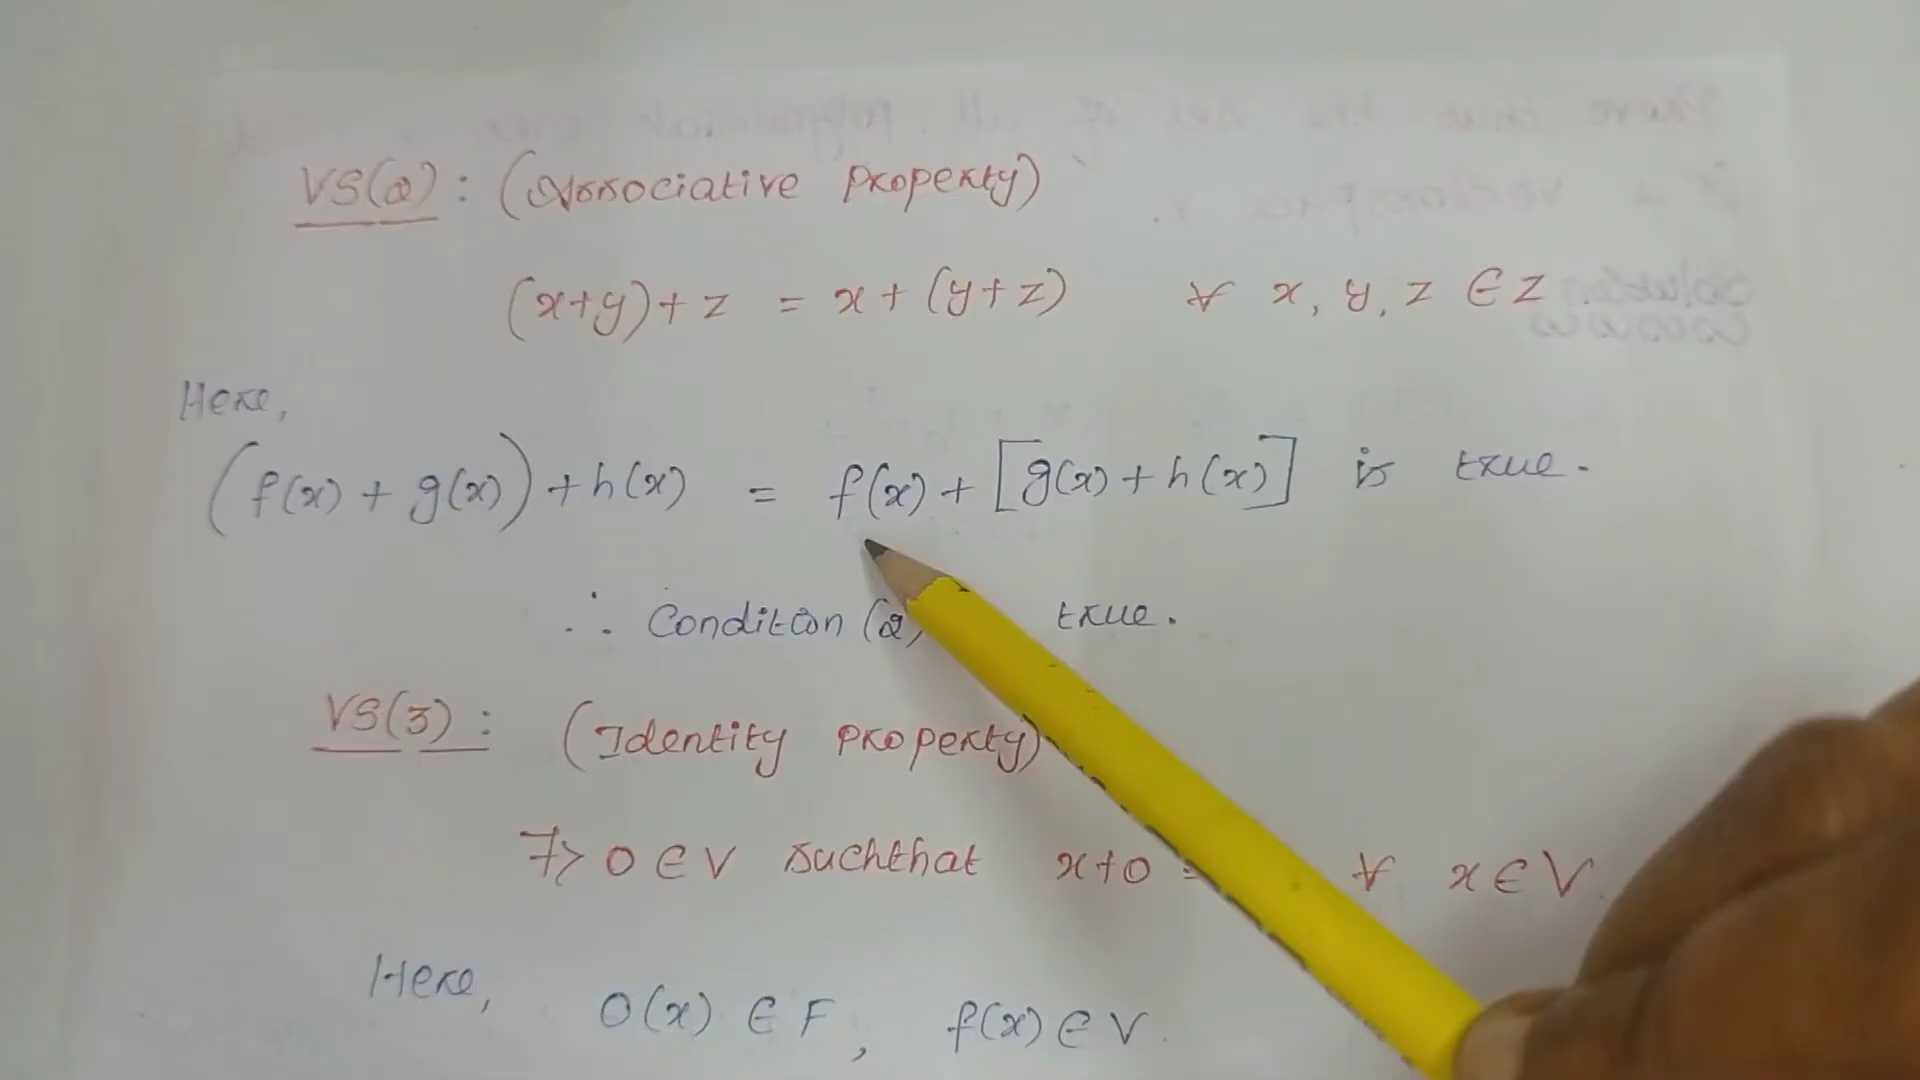 VS(2) : (Associative Property)
(x+y)+z = x+(y+z) ∀ x, y, z ∈ Z
Here,
(f(x) + g(x)) + h(x) = f(x) + [g(x) + h(x)] is true.
∴ Condition (2) true.
VS(3) : (Identity Property)
∃ 0 ∈ V suchthat x+0 = ∀ x ∈ V.
Here, 0(x) ∈ F, f(x) ∈ V.